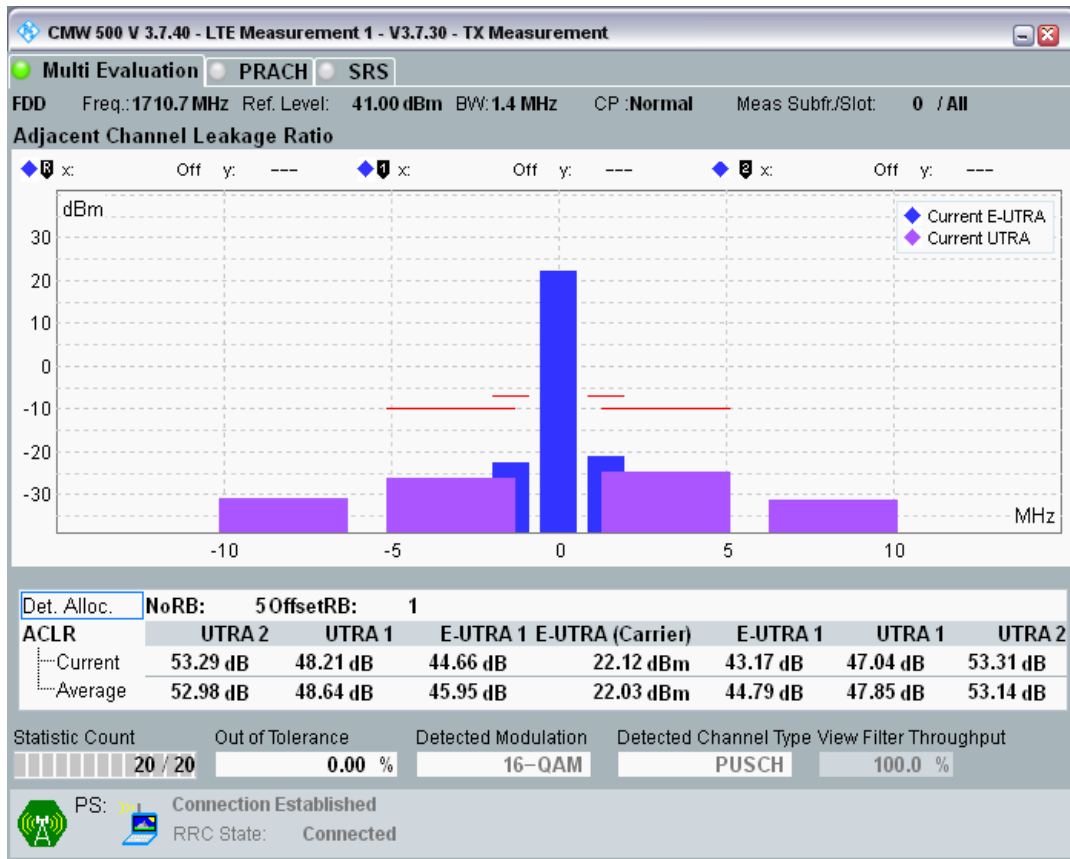 CMW 500 V 3.7.40 - LTE Measurement 1 - V3.7.30 - TX Measurement
Multi Evaluation PRACH SRS
FDD Freq.: 1710.7 MHz Ref. Level: 41.00 dBm BW: 1.4 MHz CP :Normal Meas Subfr./Slot: 0 / All
Adjacent Channel Leakage Ratio
R x: Off y: --- 1 x: Off y: --- 2 x: Off y: ---
dBm
Current E-UTRA
Current UTRA
30
20
10
0
-10
-20
-30
MHz
-10 -5 0 5 10
Det. Alloc. NoRB: 5 OffsetRB: 1
ACLR UTRA 2 UTRA 1 E-UTRA 1 E-UTRA (Carrier) E-UTRA 1 UTRA 1 UTRA 2
Current 53.29 dB 48.21 dB 44.66 dB 22.12 dBm 43.17 dB 47.04 dB 53.31 dB
Average 52.98 dB 48.64 dB 45.95 dB 22.03 dBm 44.79 dB 47.85 dB 53.14 dB
Statistic Count Out of Tolerance Detected Modulation Detected Channel Type View Filter Throughput
20 / 20 0.00 % 16-QAM PUSCH 100.0 %
PS: Connection Established
RRC State: Connected